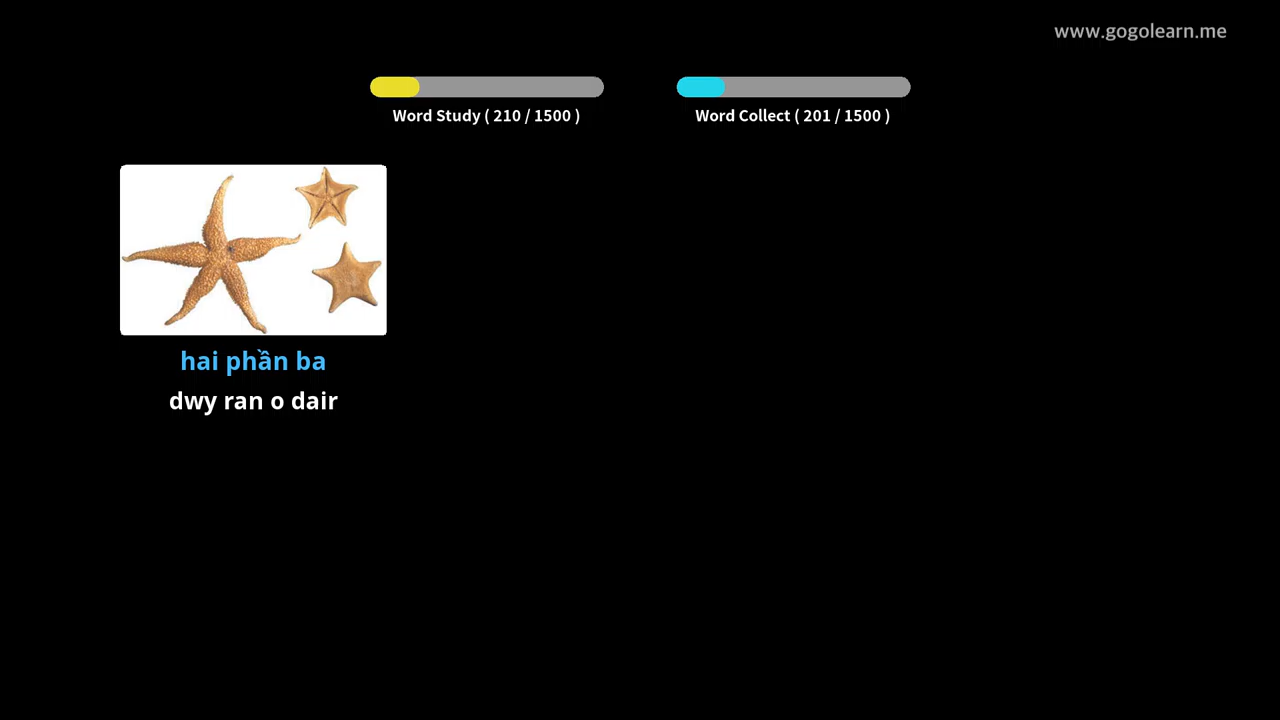 www.gogolearn.me
Word Study ( 210 / 1500 )
Word Collect ( 201 / 1500 )
hai phần ba
dwy ran o dair